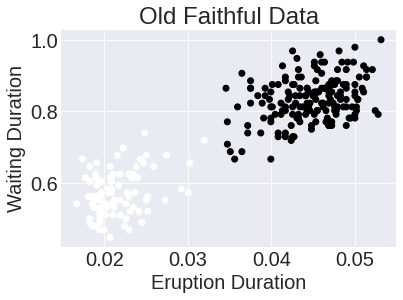 Old Faithful Data
1.0
0.8
0.6
Waiting Duration
0.02 0.03 0.04 0.05
Eruption Duration